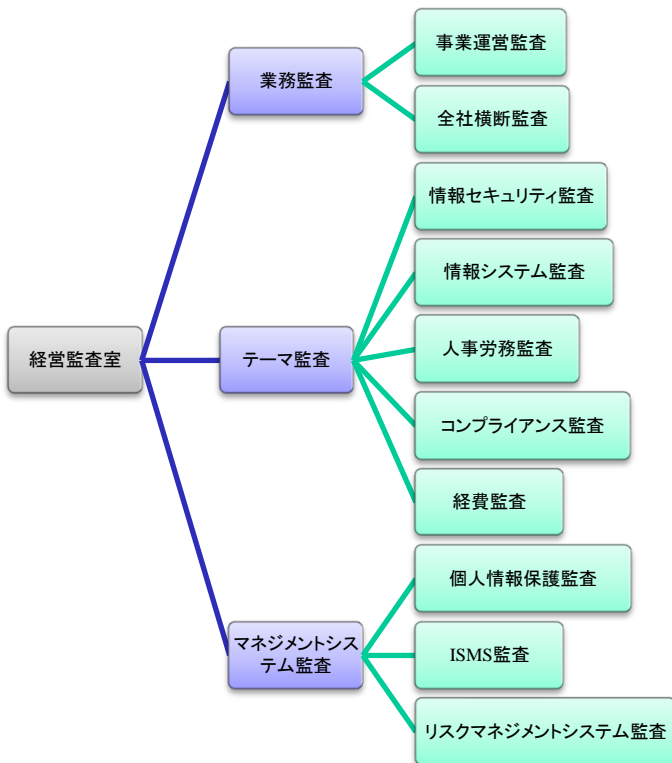 経営監査室
業務監査
事業運営監査
全社横断監査
テーマ監査
情報セキュリティ監査
情報システム監査
人事労務監査
コンプライアンス監査
経費監査
マネジメントシス
テム監査
個人情報保護監査
ISMS監査
リスクマネジメントシステム監査